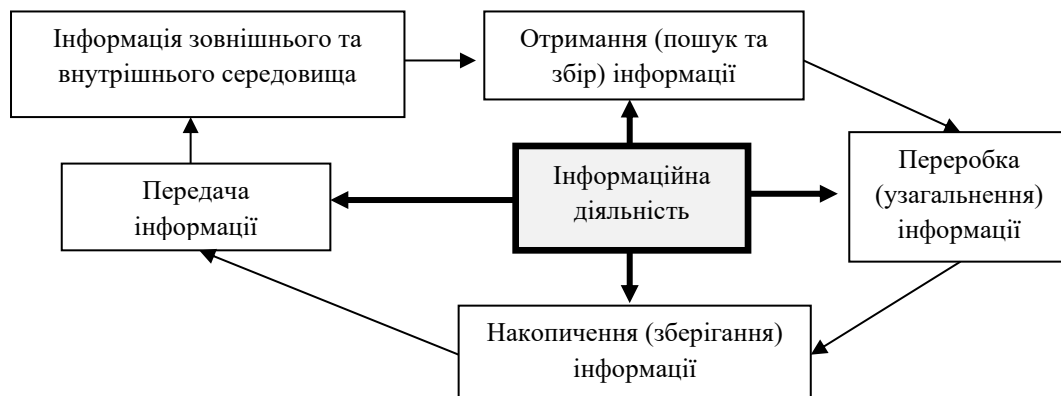 Інформація зовнішнього та
внутрішнього середовища
Отримання (пошук та
збір) інформації
Переробка
(узагальнення)
інформації
Інформаційна
діяльність
Передача
інформації
Накопичення (зберігання)
інформації